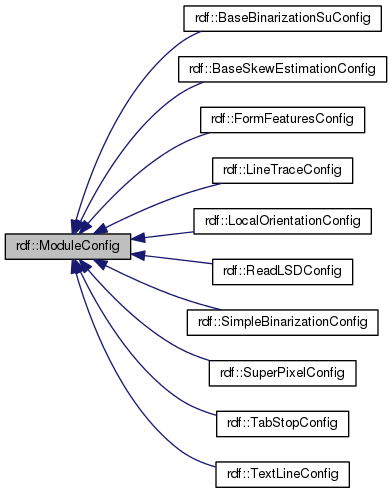 rdf::BaseBinarizationSuConfig
rdf::BaseSkewEstimationConfig
rdf::FormFeaturesConfig
rdf::LineTraceConfig
rdf::LocalOrientationConfig
rdf::ModuleConfig
rdf::ReadLSDConfig
rdf::SimpleBinarizationConfig
rdf::SuperPixelConfig
rdf::TabStopConfig
rdf::TextLineConfig